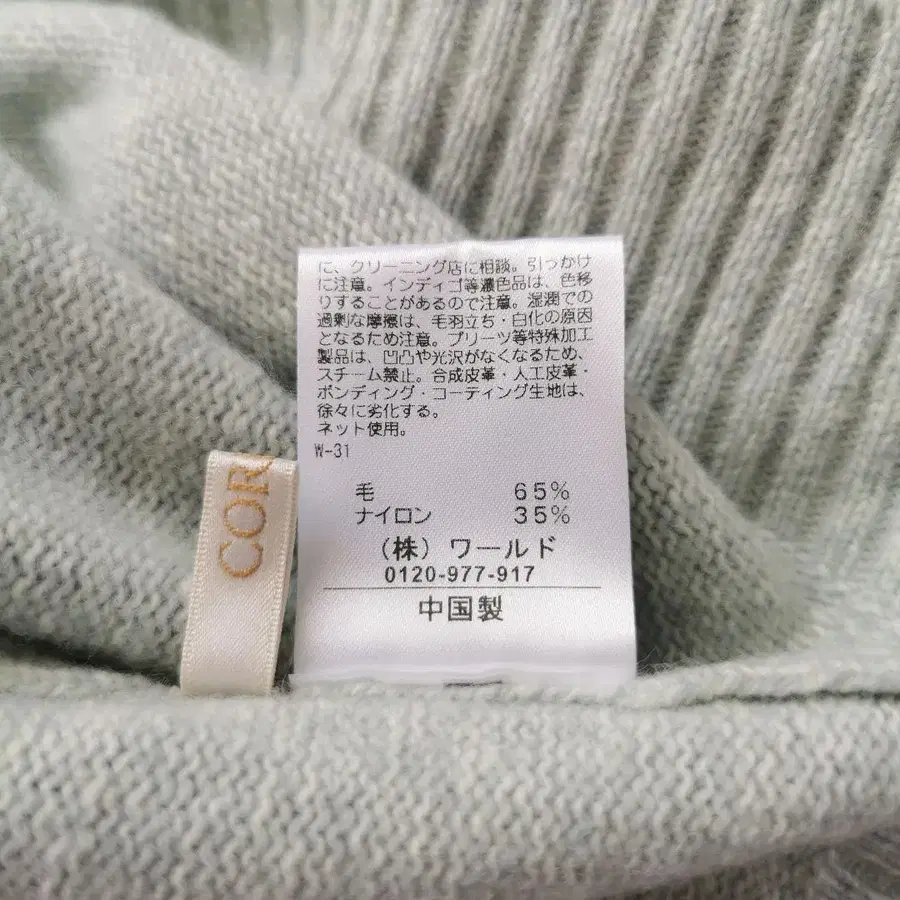 に、クリーニング店に相談。引っかけ
に注意。インディゴ等濃色品は、色移
りすることがあるので注意。湿潤での
過剰な摩擦は、毛羽立ち・白化の原因
となるため注意。プリーツ等特殊加工
製品は、凹凸や光沢がなくなるため、
スチーム禁止。合成皮革・人工皮革・
ボンディング・コーティング生地は、
徐々に劣化する。
ネット使用。
W-31
毛 65%
ナイロン 35%
(株)ワールド
0120-977-917
中国製
COR